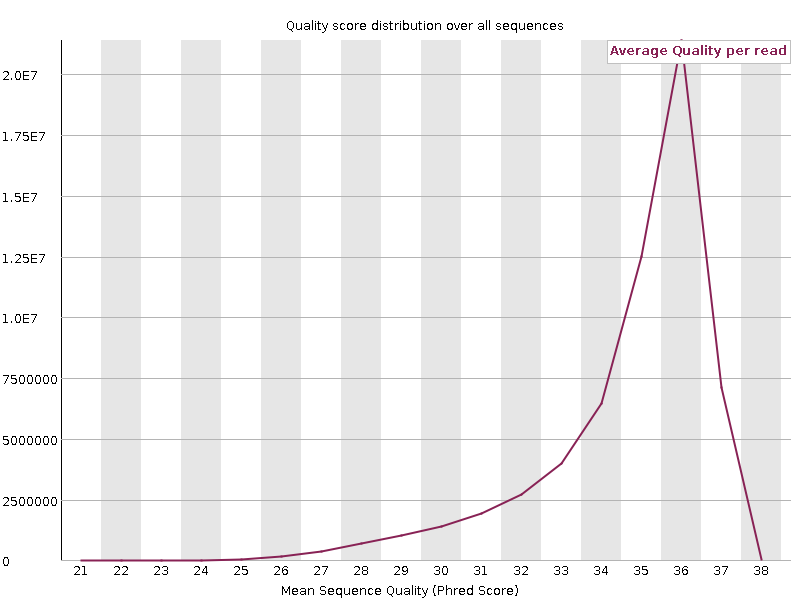 Quality score distribution over all sequences
Average Quality per read
2.0E7
1.75E7
1.5E7
1.25E7
1.0E7
7500000
5000000
2500000
0
21 22 23 24 25 26 27 28 29 30 31 32 33 34 35 36 37 38
Mean Sequence Quality (Phred Score)